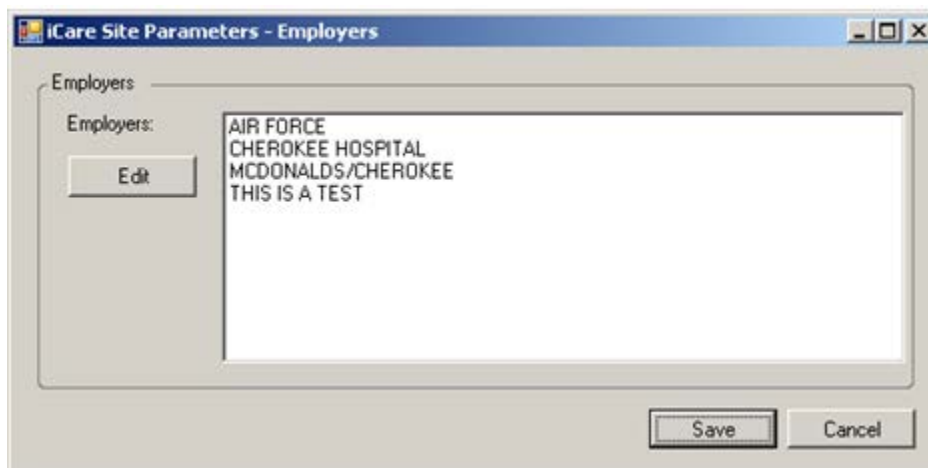 iCare Site Parameters - Employers
Employers
Employers:
Edit
AIR FORCE
CHEROKEE HOSPITAL
MCDONALDS/CHEROKEE
THIS IS A TEST
Save
Cancel